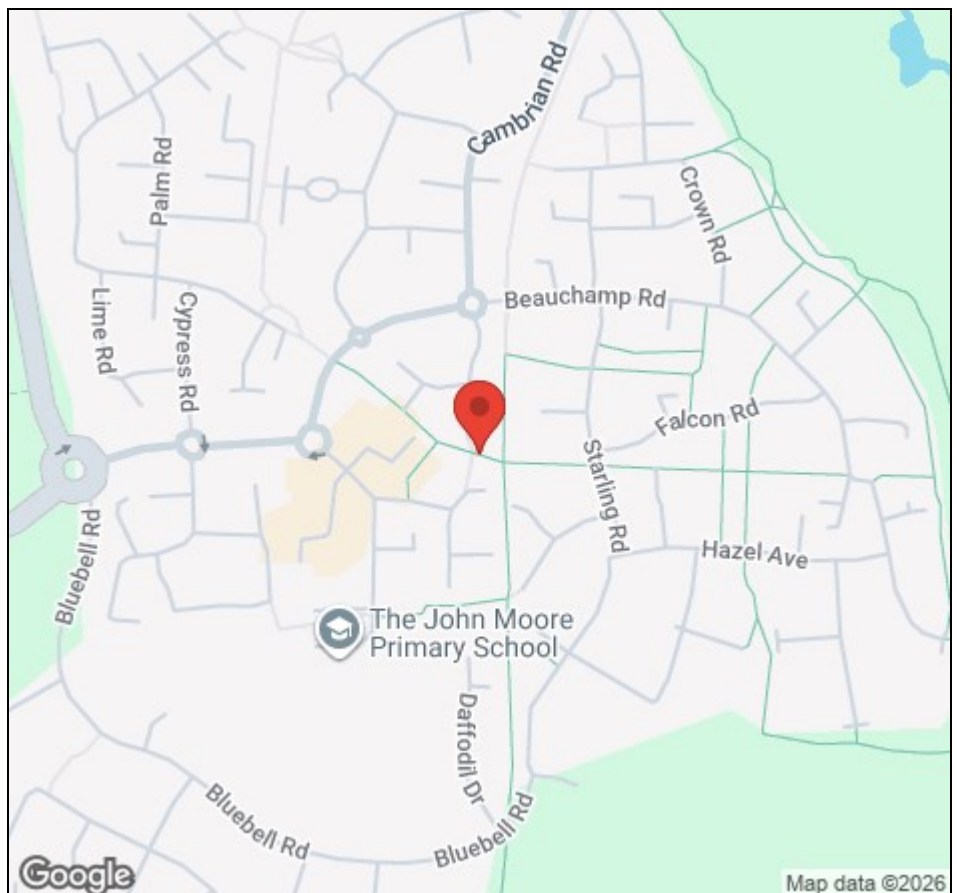 Cambrian Rd
Palm Rd
Crown Rd
Lime Rd
Cypress Rd
Beauchamp Rd
Falcon Rd
Starling Rd
Bluebell Rd
Hazel Ave
The John Moore
Primary School
Daffodil Dr
Bluebell Rd
Bluebell Rd
Google
Map data ©2026